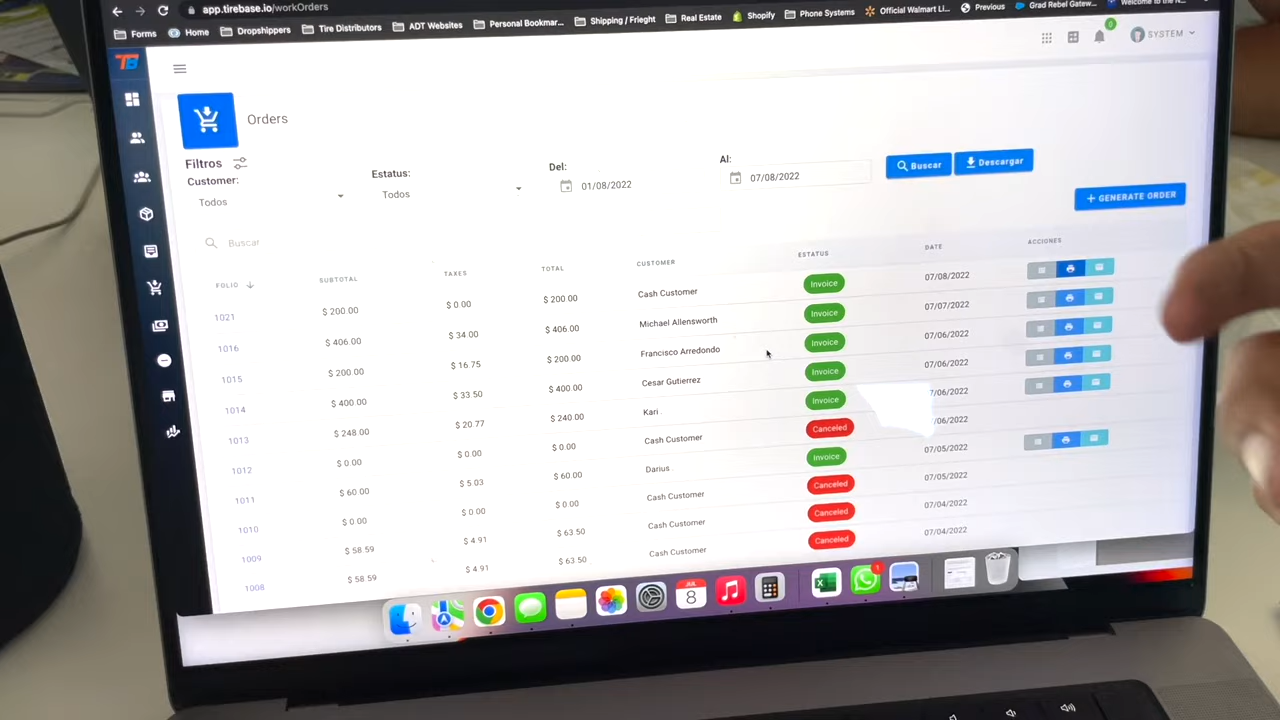 app.tirebase.io/workOrders
Forms Home Dropshippers Tire Distributors ADT Websites Personal Bookmar... Shipping / Frieght Real Estate Shopify Phone Systems Official Walmart Li... Previous Grad Rebel Gatew...
TB
0
SYSTEM
Orders
Filtros
Customer:
Todos
Estatus:
Todos
Del:
01/08/2022
Al:
07/08/2022
Buscar
Descargar
+ GENERATE ORDER
Buscar
FOLIO SUBTOTAL TAXES TOTAL CUSTOMER ESTATUS DATE ACCIONES
1021 $ 200.00 $ 0.00 $ 200.00 Cash Customer Invoice 07/08/2022
1016 $ 406.00 $ 34.00 $ 406.00 Michael Allensworth Invoice 07/07/2022
1015 $ 200.00 $ 16.75 $ 200.00 Francisco Arredondo Invoice 07/06/2022
1014 $ 400.00 $ 33.50 $ 400.00 Cesar Gutierrez Invoice 07/06/2022
1013 $ 248.00 $ 20.77 $ 240.00 Kari . Invoice /06/2022
1012 $ 0.00 $ 0.00 $ 0.00 Cash Customer Canceled /06/2022
1011 $ 60.00 $ 5.03 $ 60.00 Darius . Invoice 07/05/2022
1010 $ 0.00 $ 0.00 $ 0.00 Cash Customer Canceled 07/05/2022
1009 $ 58.59 $ 4.91 $ 63.50 Cash Customer Canceled 07/04/2022
1008 $ 58.59 $ 4.91 $ 63.50 Cash Customer Canceled 07/04/2022
JUL
8
1